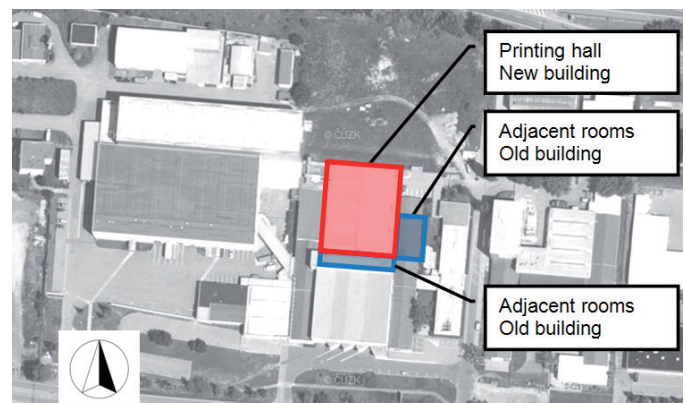 Printing hall
New building
Adjacent rooms
Old building
© ČÚZK
Adjacent rooms
Old building
© ČÚZK